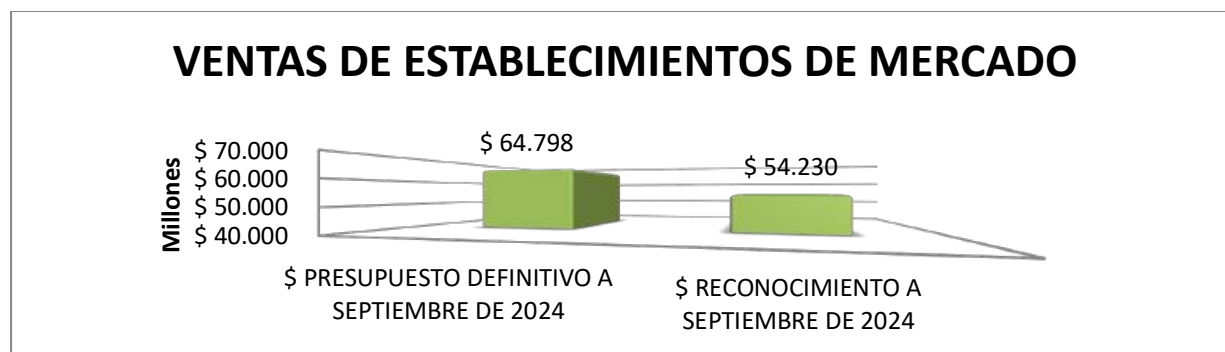 VENTAS DE ESTABLECIMIENTOS DE MERCADO
Millones
$ 70.000
$ 60.000
$ 50.000
$ 40.000
$ 64.798
$ 54.230
$ PRESUPUESTO DEFINITIVO A
SEPTIEMBRE DE 2024
$ RECONOCIMIENTO A
SEPTIEMBRE DE 2024